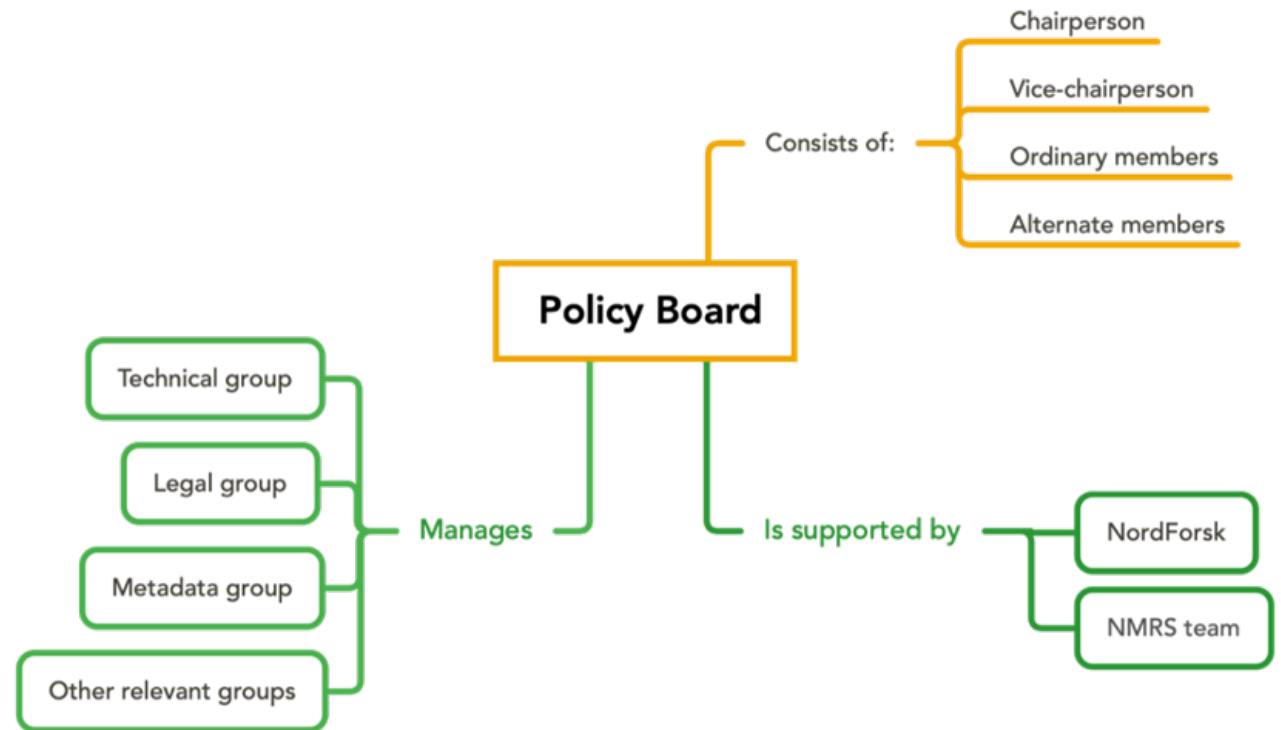 Chairperson
Vice-chairperson
Consists of:
Ordinary members
Alternate members
Policy Board
Technical group
Legal group
Manages
Metadata group
Other relevant groups
Is supported by
NordForsk
NMRS team